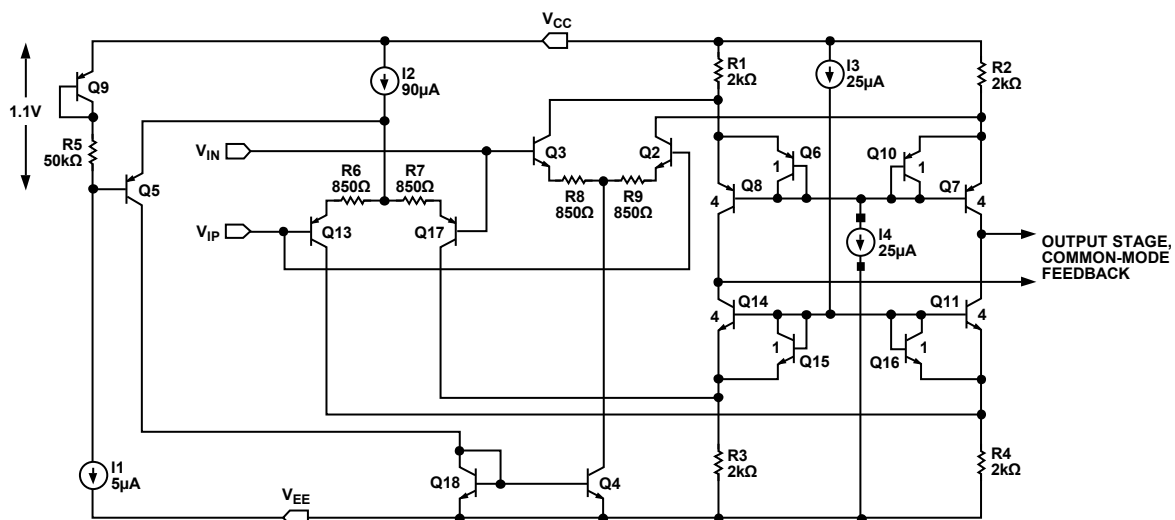 VCC
R1
2kΩ
I3
25µA
R2
2kΩ
1.1V
Q9
I2
90µA
R5
50kΩ
Q5
VIN
Q3
Q2
R6
850Ω
R7
850Ω
R8
850Ω
R9
850Ω
Q6
1
Q10
1
Q8
4
Q7
4
VIP
Q13
Q17
I4
25µA
OUTPUT STAGE,
COMMON-MODE
FEEDBACK
Q14
4
Q11
4
1
Q15
Q16
1
I1
5µA
Q18
Q4
R3
2kΩ
R4
2kΩ
VEE